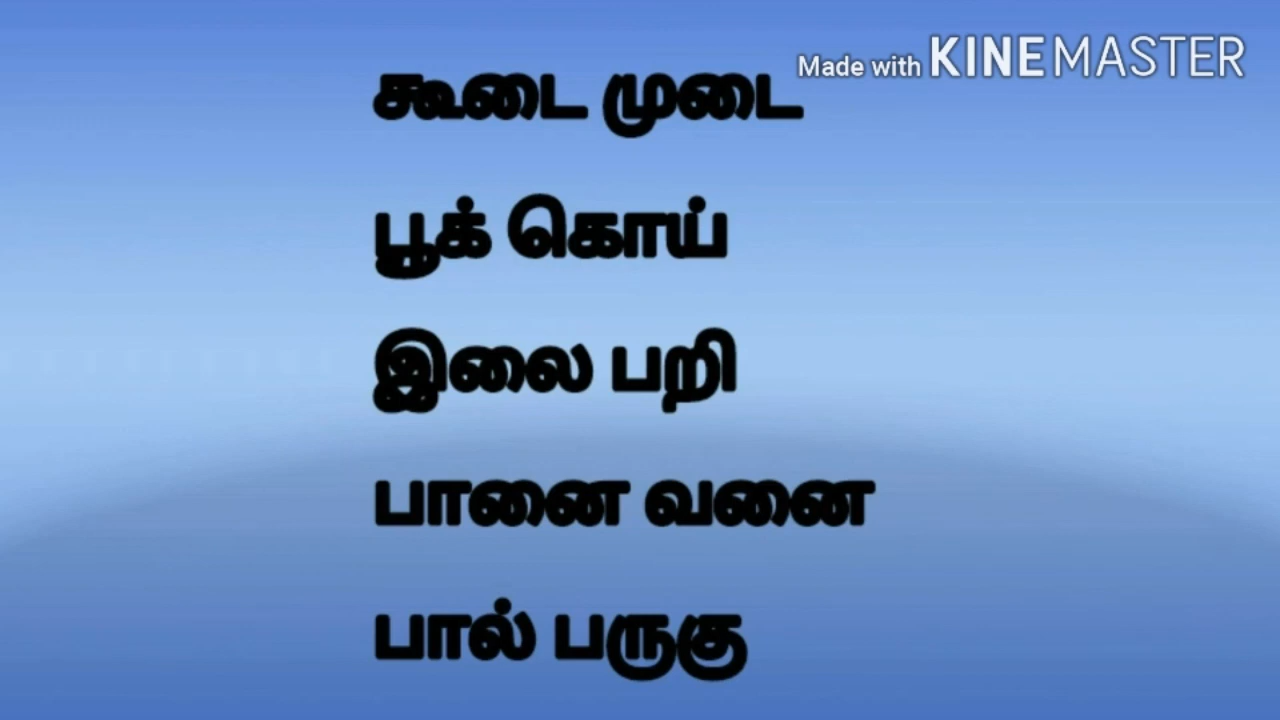 Made with KINEMASTER
கூடை முடை
பூக் கொய்
இலை பறி
பானை வனை
பால் பருகு